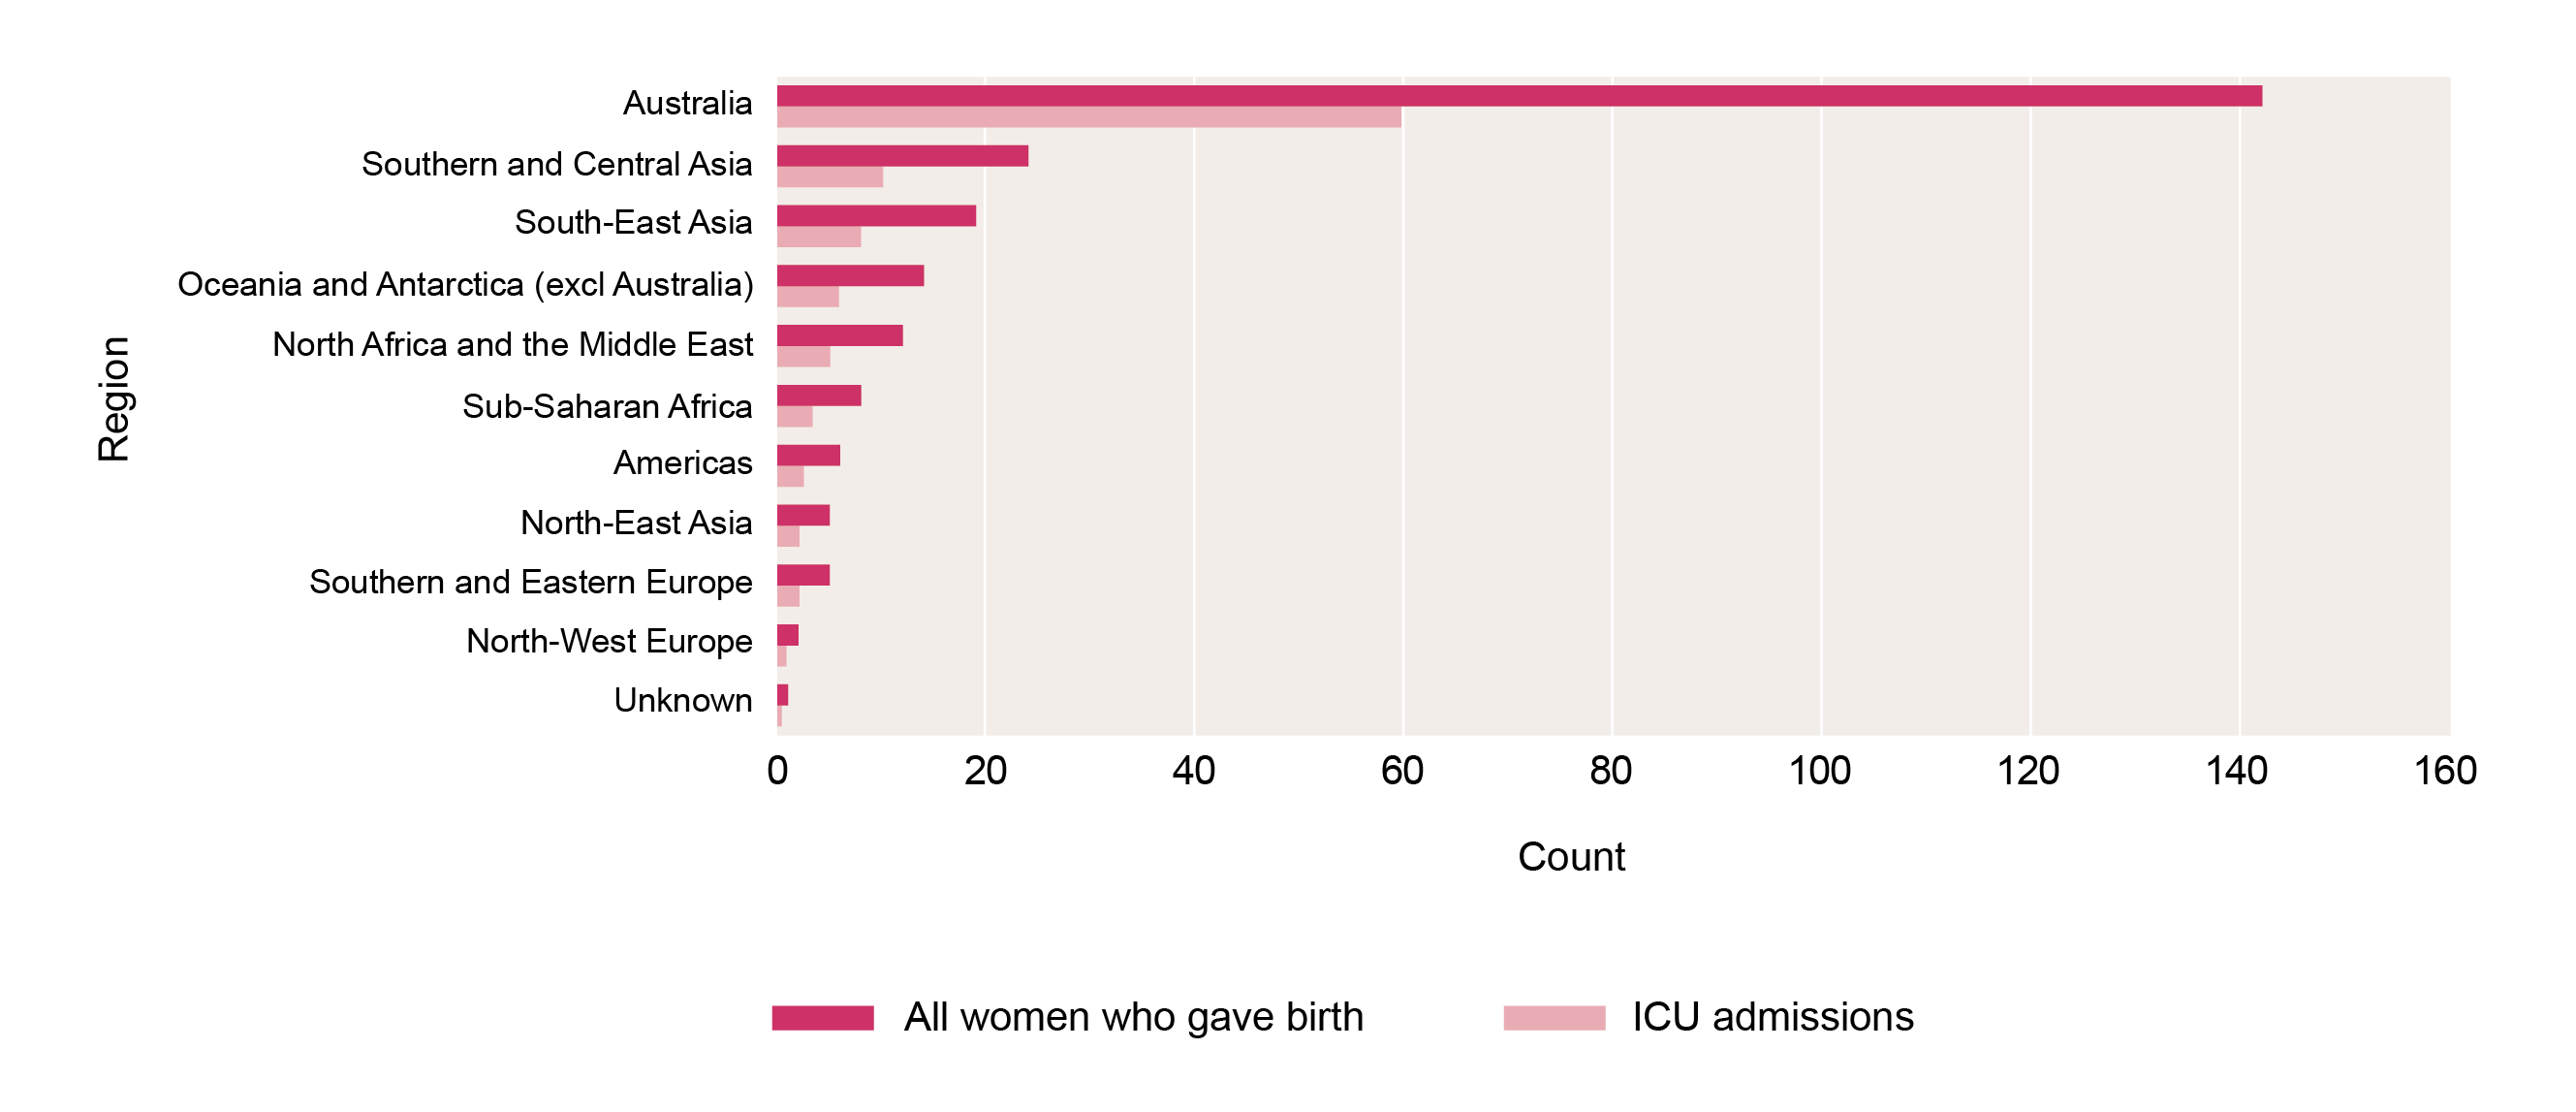 Australia
Southern and Central Asia
South-East Asia
Oceania and Antarctica (excl Australia)
North Africa and the Middle East
Sub-Saharan Africa
Americas
North-East Asia
Southern and Eastern Europe
North-West Europe
Unknown
Region
0 20 40 60 80 100 120 140 160
Count
All women who gave birth ICU admissions